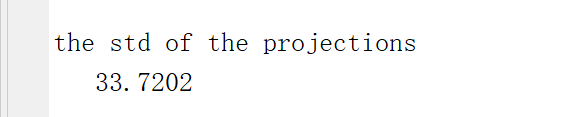 the std of the projections
33.7202